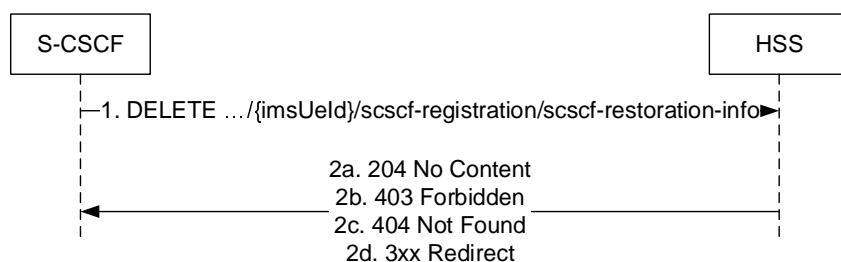 S-CSCF
HSS
1. DELETE …/{imsUeId}/scscf-registration/scscf-restoration-info
2a. 204 No Content
2b. 403 Forbidden
2c. 404 Not Found
2d. 3xx Redirect